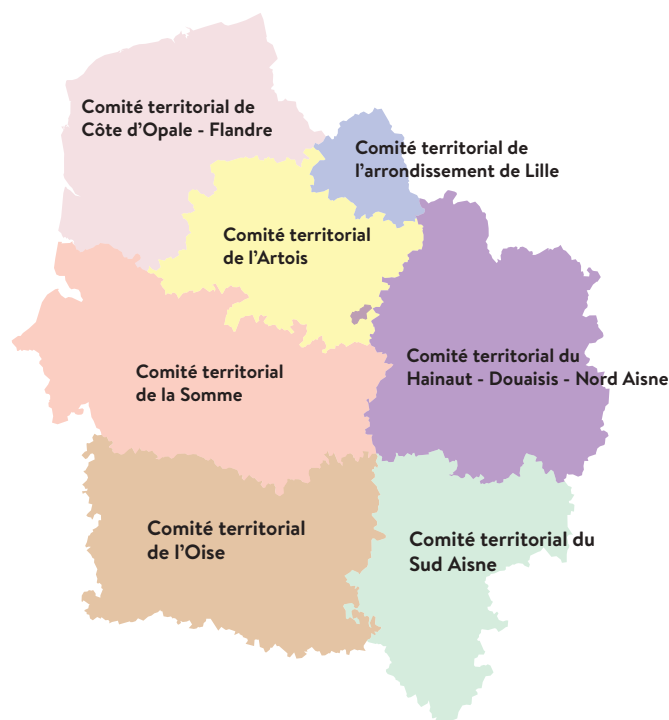 Comité territorial de
Côte d'Opale - Flandre
Comité territorial de
l'arrondissement de Lille
Comité territorial
de l'Artois
Comité territorial du
Hainaut - Douaisis - Nord Aisne
Comité territorial
de la Somme
Comité territorial
de l'Oise
Comité territorial du
Sud Aisne